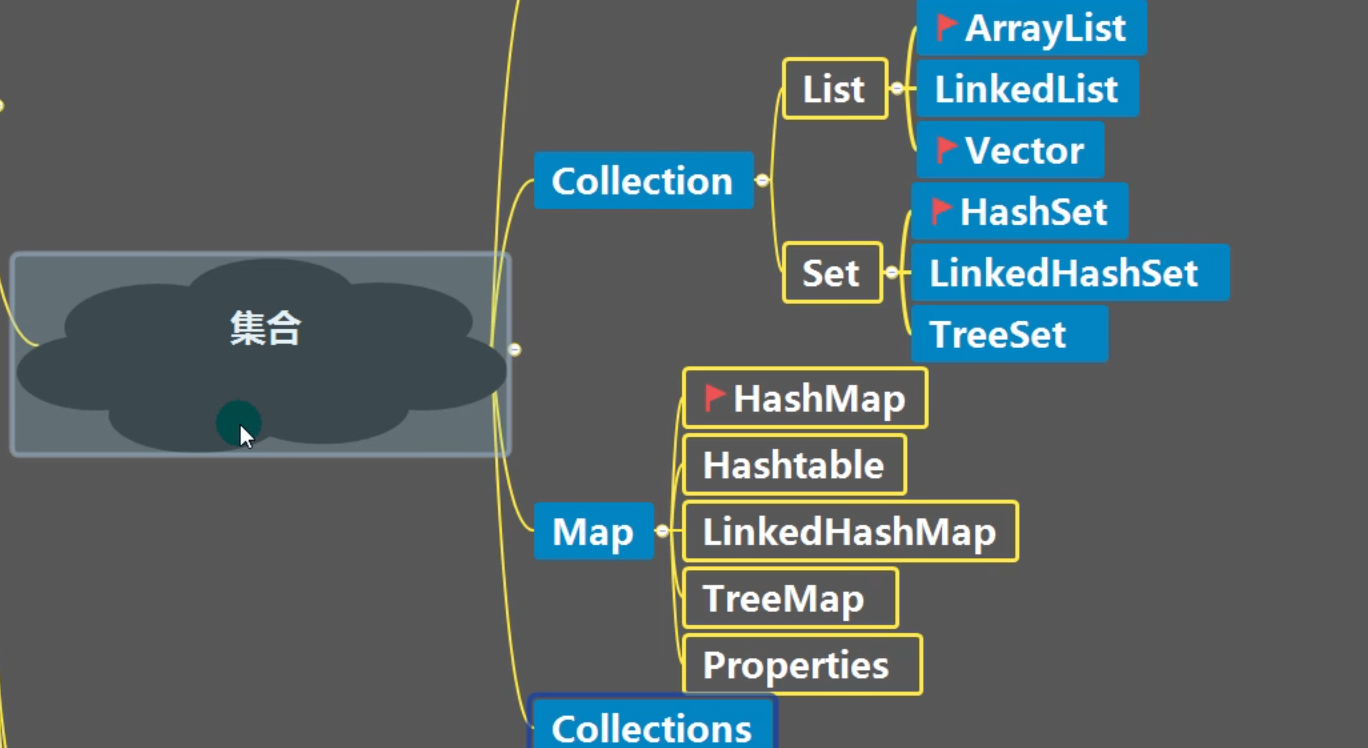 集合
Collection
List
ArrayList
LinkedList
Vector
Set
HashSet
LinkedHashSet
TreeSet
Map
HashMap
Hashtable
LinkedHashMap
TreeMap
Properties
Collections